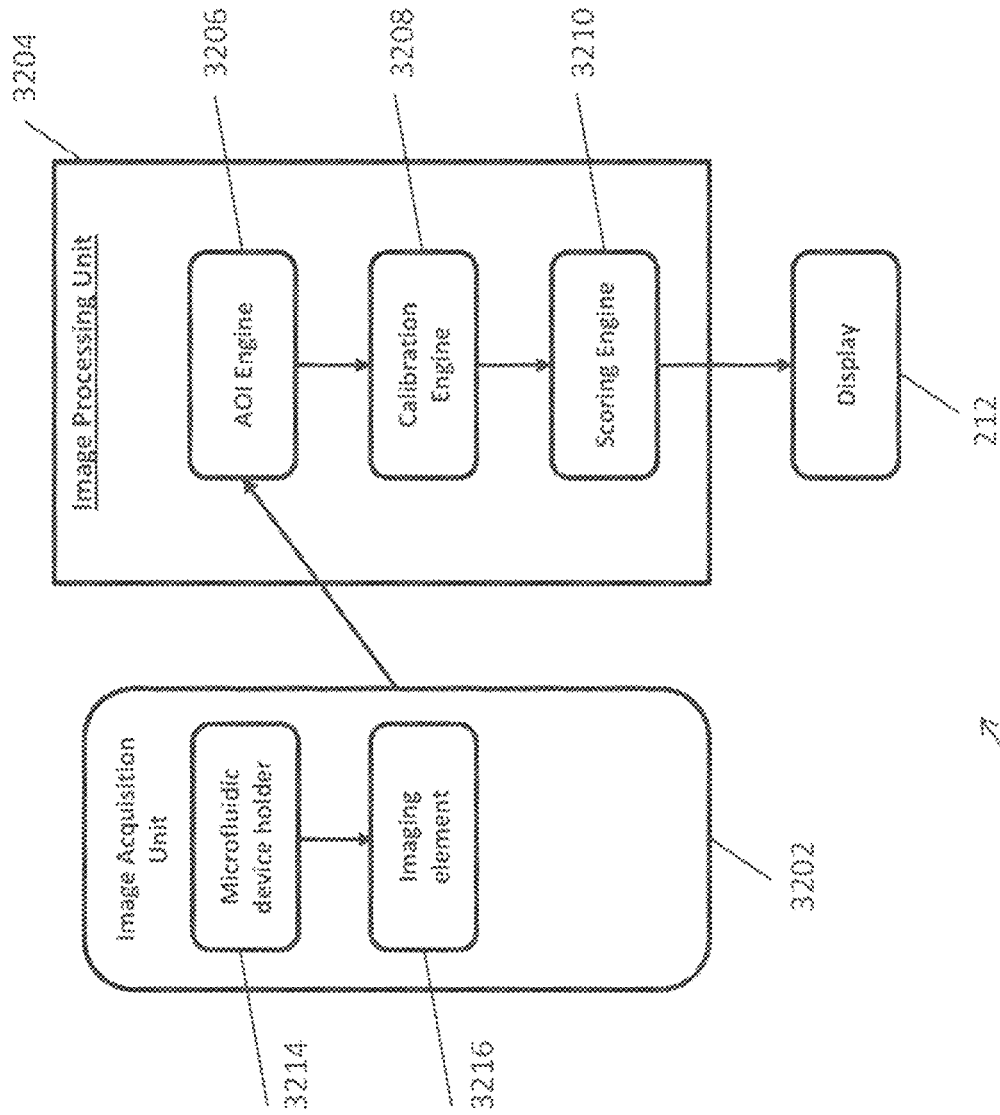 Image Acquisition
Unit
Microfluidic
device holder
Imaging
element
3214
3216
3202
Image Processing Unit
AOI Engine
Calibration
Engine
Scoring Engine
Display
3204
3206
3208
3210
212